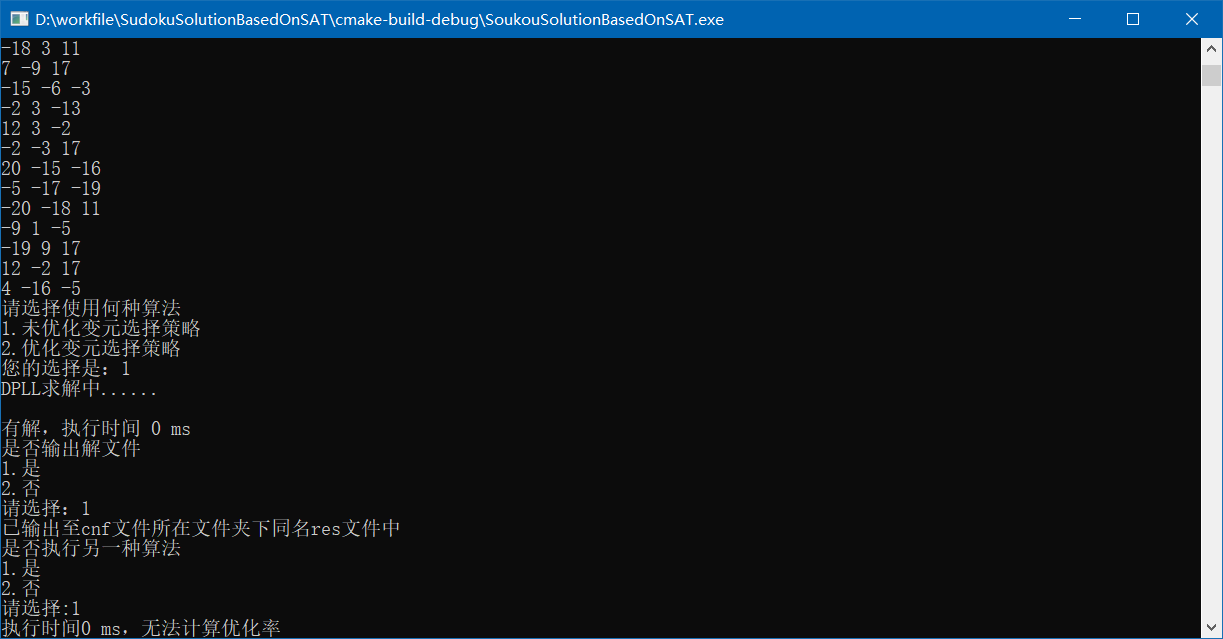 D:\workfile\SudokuSolutionBasedOnSAT\cmake-build-debug\SoukouSolutionBasedOnSAT.exe
-18 3 11
7 -9 17
-15 -6 -3
-2 3 -13
12 3 -2
-2 -3 17
20 -15 -16
-5 -17 -19
-20 -18 11
-9 1 -5
-19 9 17
12 -2 17
4 -16 -5
请选择使用何种算法
1.未优化变元选择策略
2.优化变元选择策略
您的选择是：1
DPLL求解中......
有解，执行时间 0 ms
是否输出解文件
1.是
2.否
请选择：1
已输出至cnf文件所在文件夹下同名res文件中
是否执行另一种算法
1.是
2.否
请选择:1
执行时间0 ms，无法计算优化率